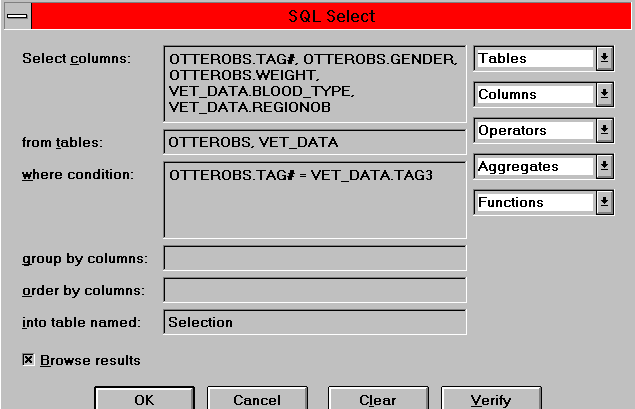 SQL Select
Select columns:
OTTEROBS.TAG#, OTTEROBS.GENDER,
OTTEROBS.WEIGHT,
VET_DATA.BLOOD_TYPE,
VET_DATA.REGIONOB
Tables
Columns
from tables:
OTTEROBS, VET_DATA
Operators
where condition:
OTTEROBS.TAG# = VET_DATA.TAG3
Aggregates
Functions
group by columns:
order by columns:
into table named:
Selection
Browse results
OK
Cancel
Clear
Verify